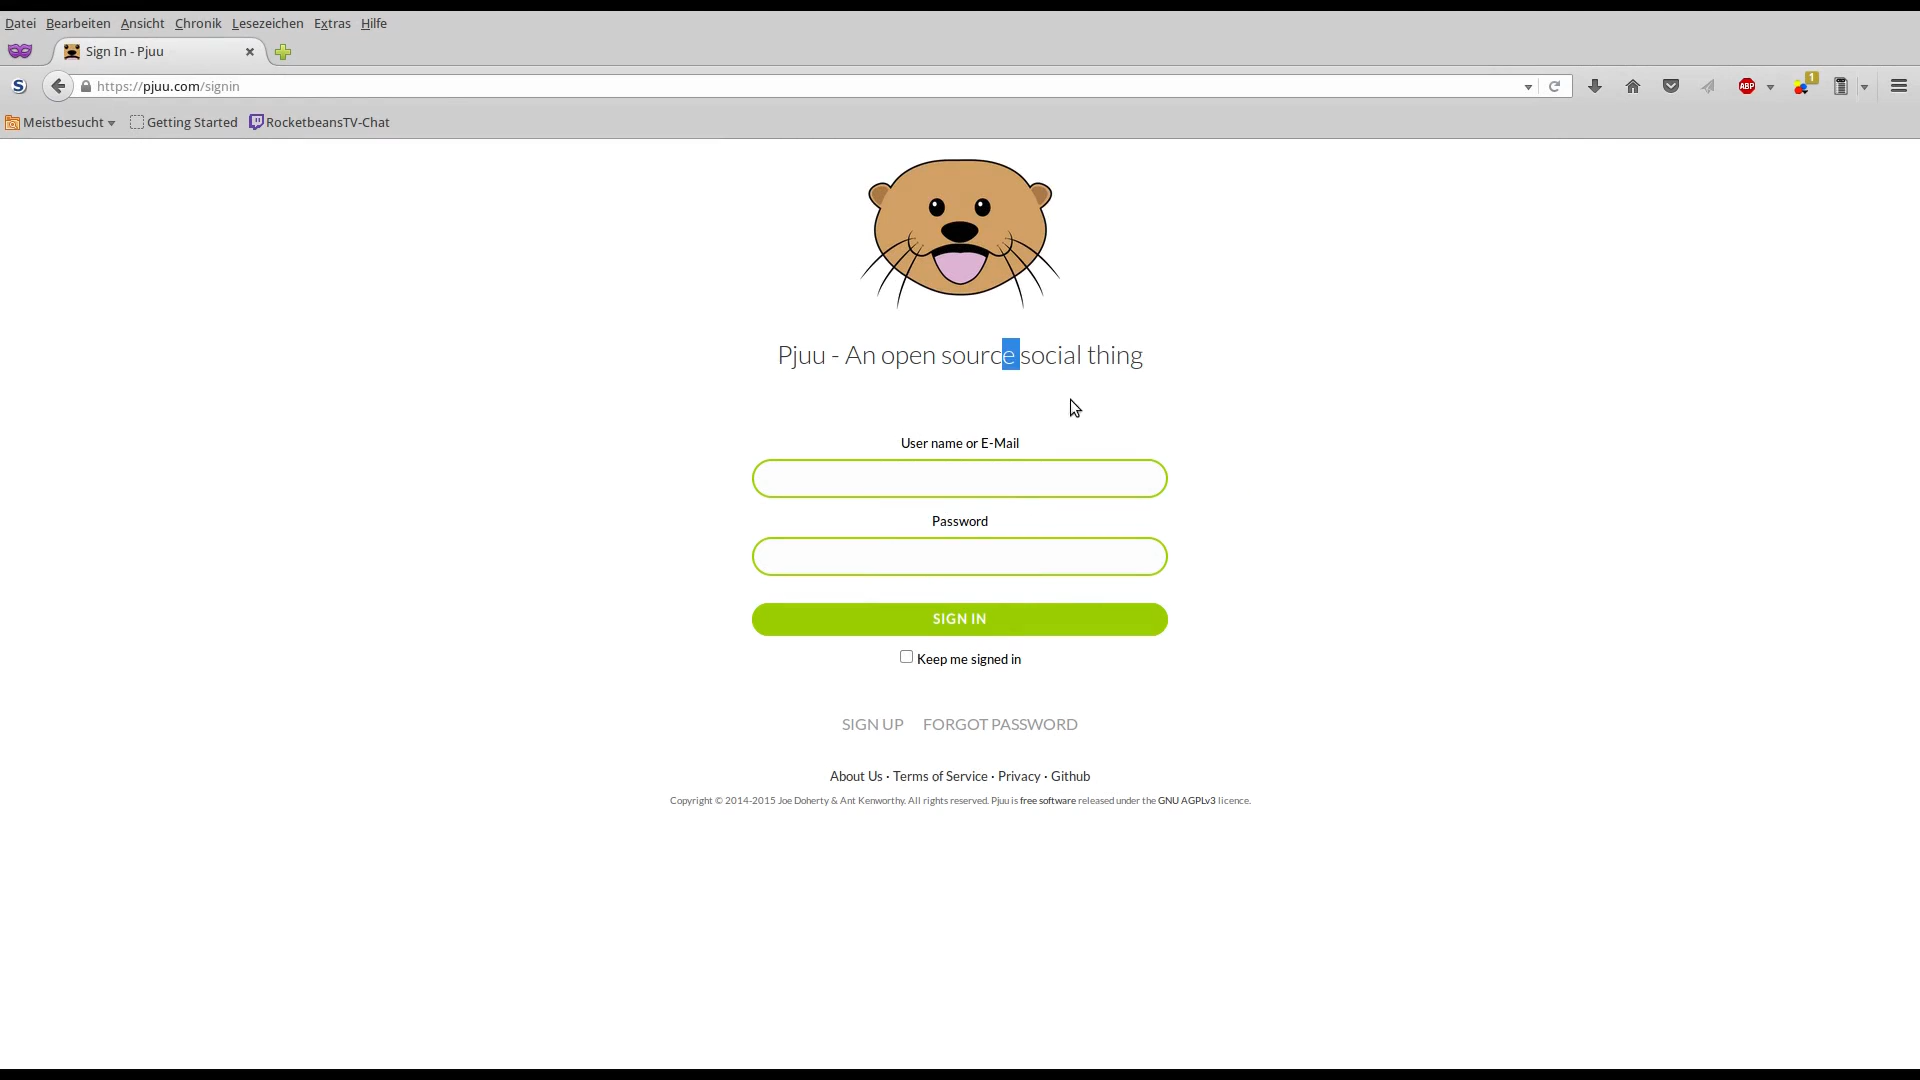 Datei Bearbeiten Ansicht Chronik Lesezeichen Extras Hilfe
Sign In - Pjuu
S
https://pjuu.com/signin
ABP
1
Meistbesucht Getting Started RocketbeansTV-Chat
Pjuu - An open source social thing
User name or E-Mail
Password
SIGN IN
Keep me signed in
SIGN UP FORGOT PASSWORD
About Us · Terms of Service · Privacy · Github
Copyright © 2014-2015 Joe Doherty & Ant Kenworthy. All rights reserved. Pjuu is free software released under the GNU AGPLv3 licence.